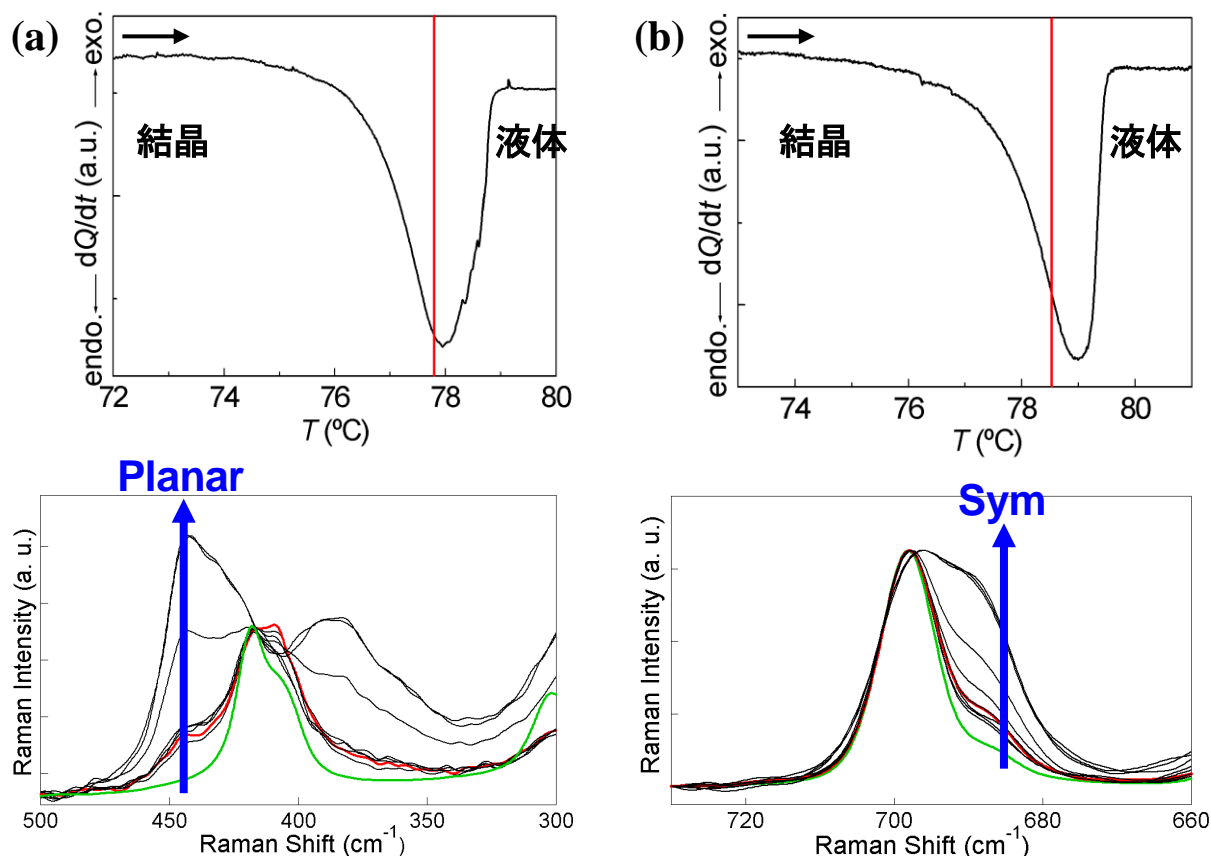 (a)
endo. ← dQ/dt (a.u.) → exo.
結晶
液体
72 74 76 78 80
T (ºC)
(b)
endo. ← dQ/dt (a.u.) → exo.
結晶
液体
74 76 78 80
T (ºC)
Planar
Raman Intensity (a. u.)
500 450 400 350 300
Raman Shift (cm⁻¹)
Sym
Raman Intensity (a. u.)
720 700 680 660
Raman Shift (cm⁻¹)